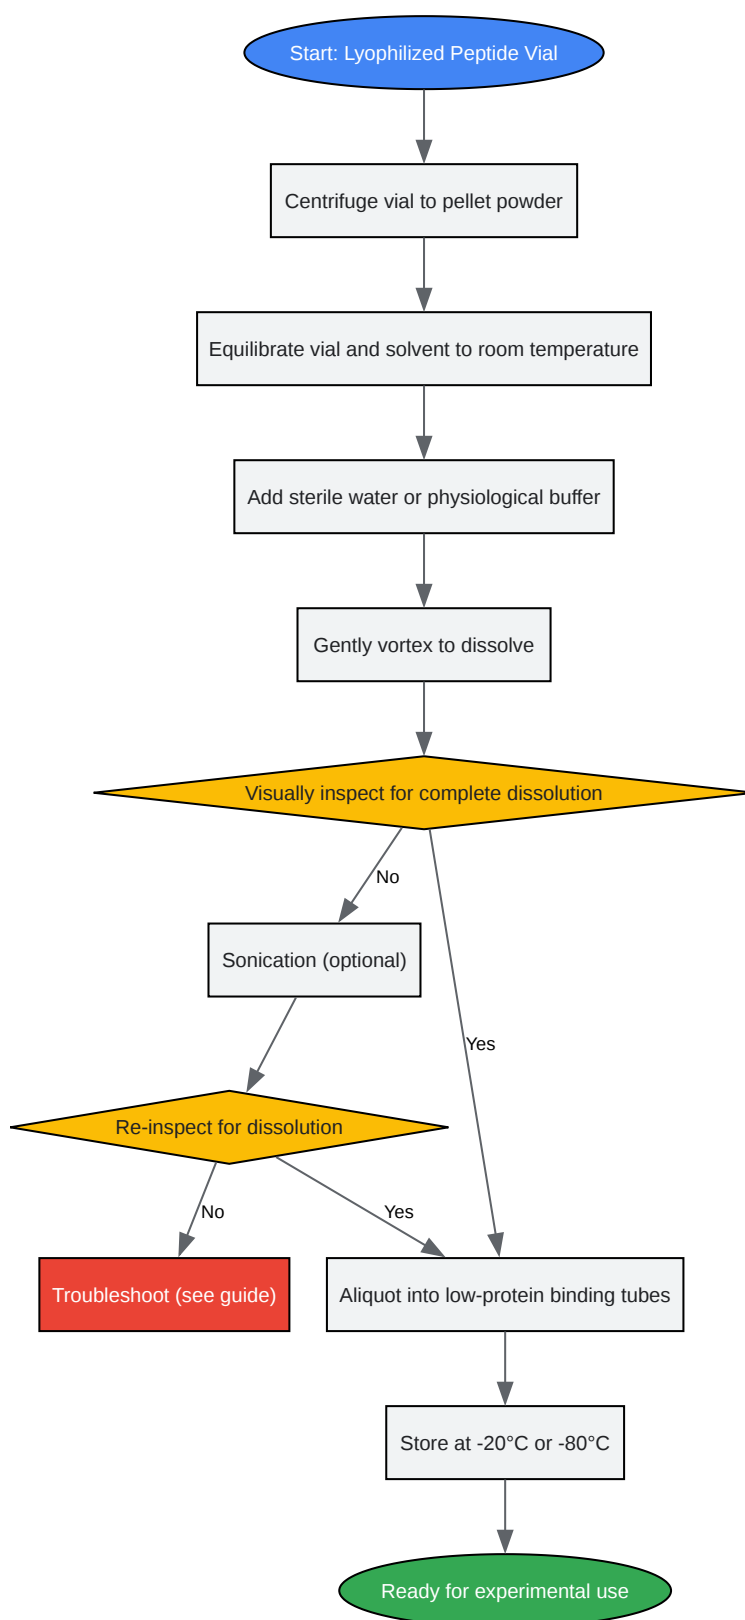 Start: Lyophilized Peptide Vial
Centrifuge vial to pellet powder
Equilibrate vial and solvent to room temperature
Add sterile water or physiological buffer
Gently vortex to dissolve
Visually inspect for complete dissolution
No
Sonication (optional)
Yes
Re-inspect for dissolution
No
Yes
Troubleshoot (see guide)
Aliquot into low-protein binding tubes
Store at -20°C or -80°C
Ready for experimental use